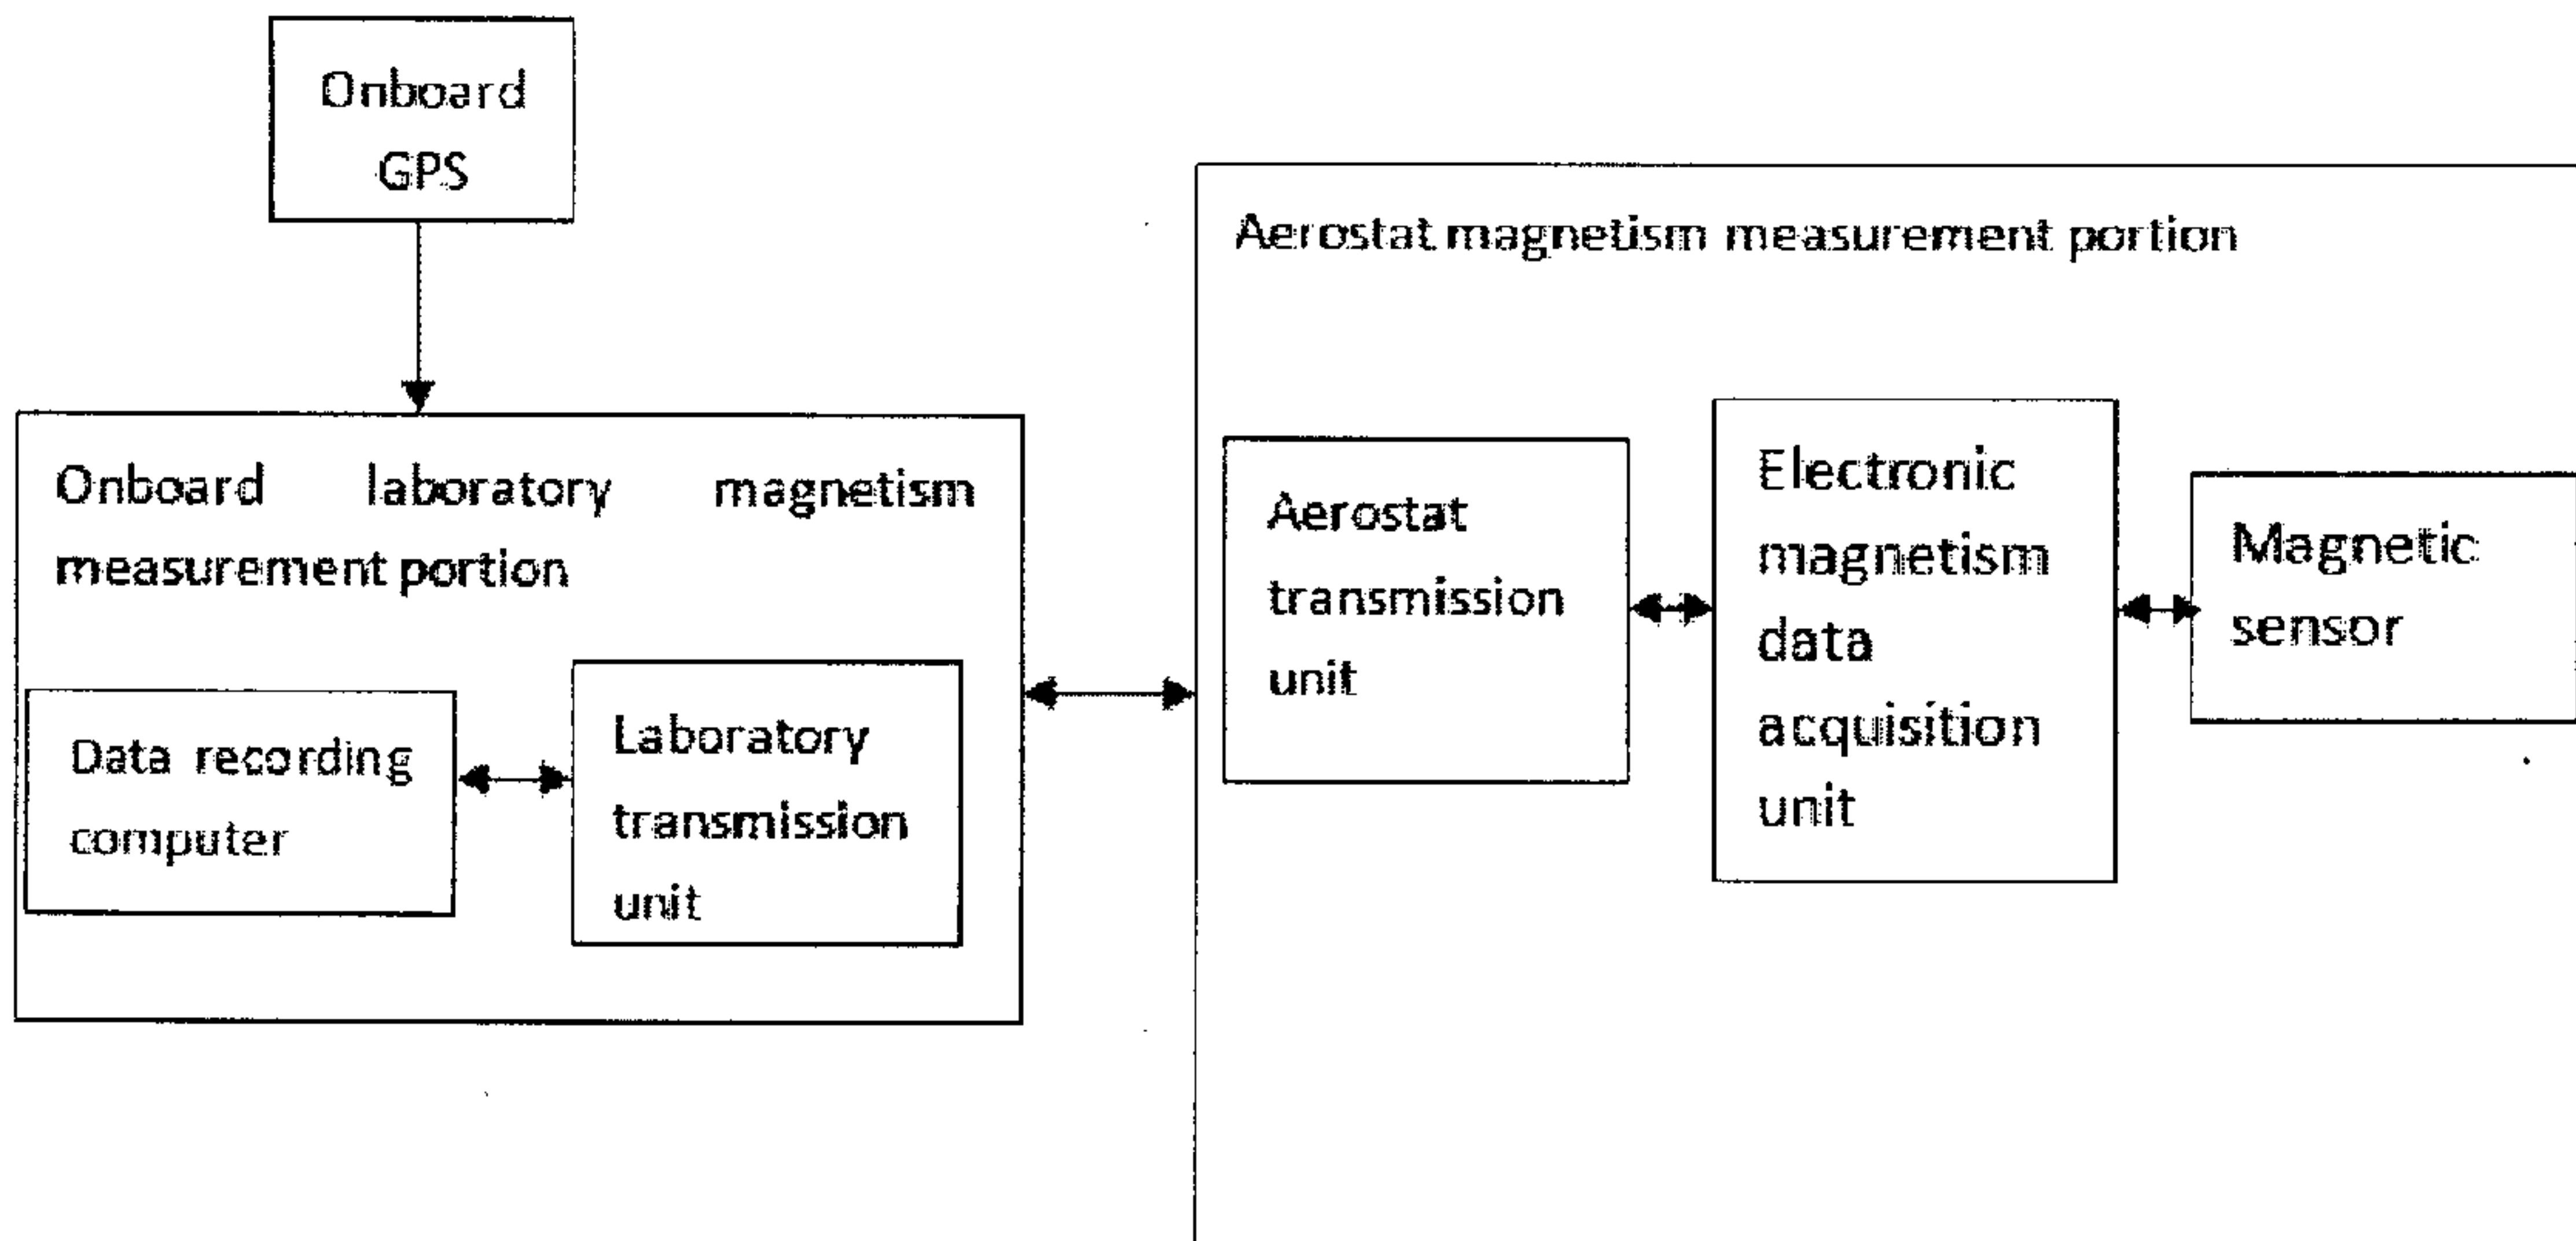 Onboard
GPS
Aerostat magnetism measurement portion
Onboard laboratory magnetism
measurement portion
Data recording
computer
Laboratory
transmission
unit
Aerostat
transmission
unit
Electronic
magnetism
data
acquisition
unit
Magnetic
sensor